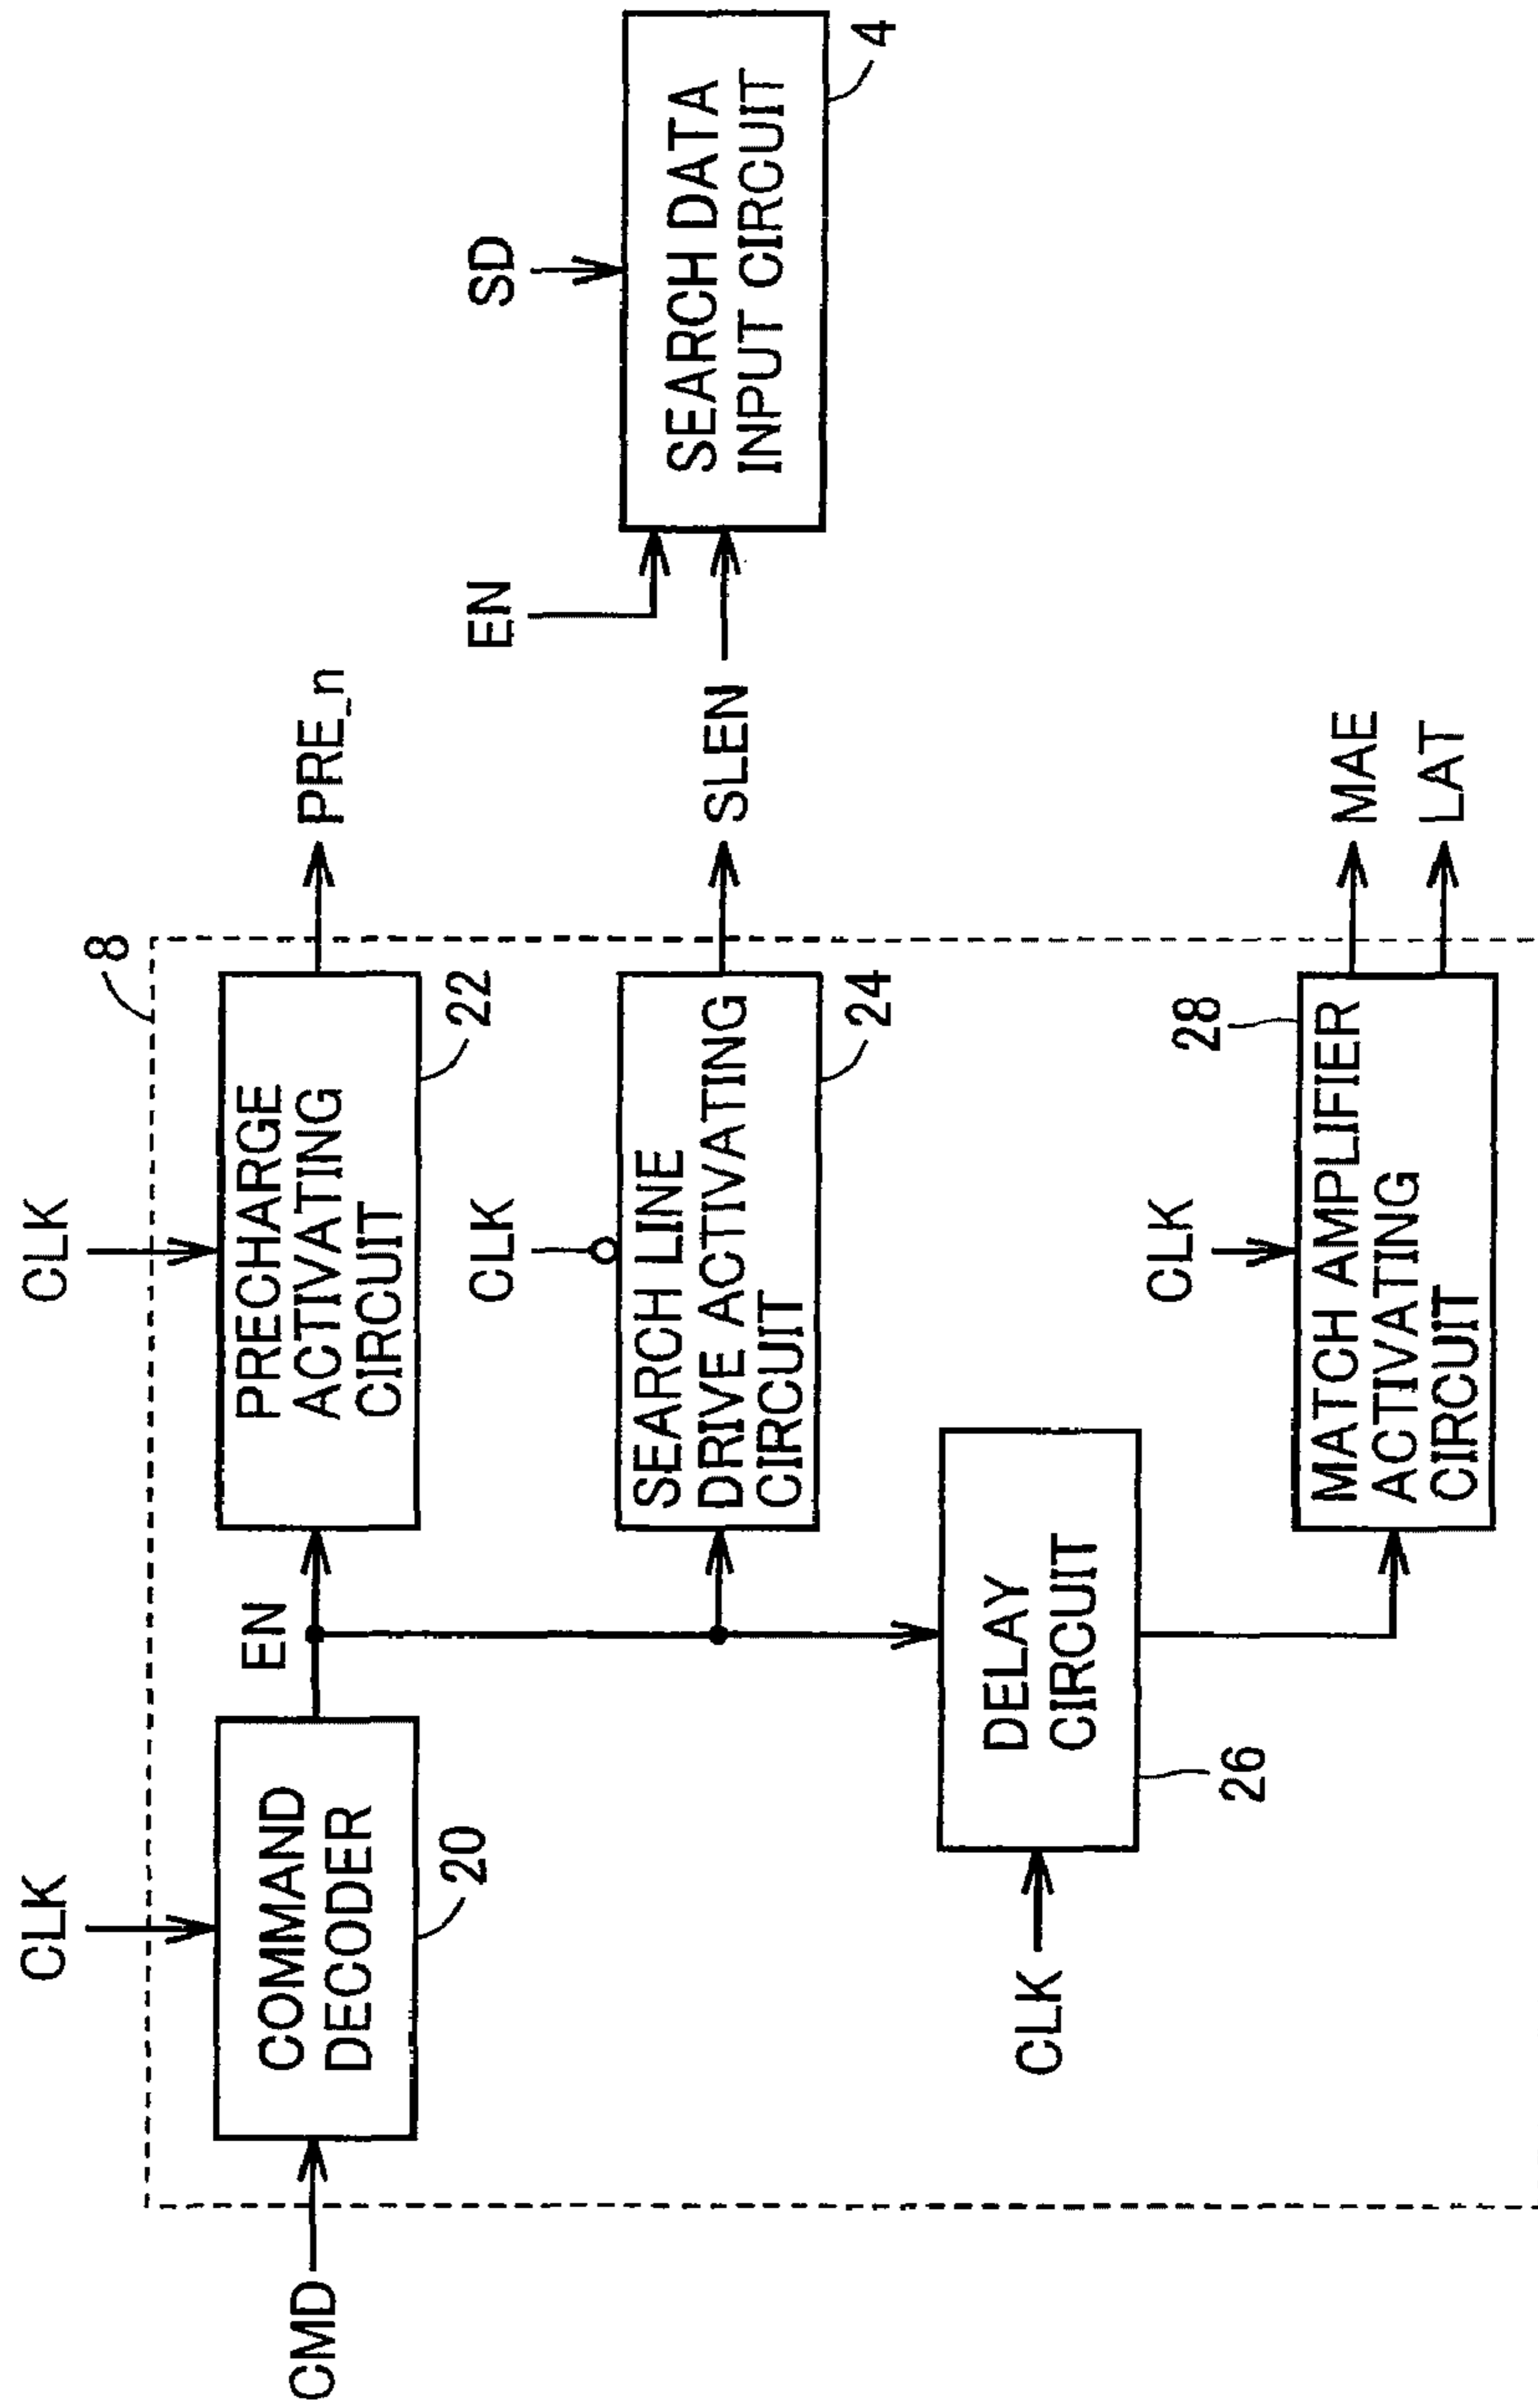 CLK
CLK
8
CMD
COMMAND
DECODER
20
EN
PRECHARGE
ACTIVATING
CIRCUIT
22
PRE_n
CLK
SEARCH LINE
DRIVE ACTIVATING
CIRCUIT
24
SLEN
EN
SD
SEARCH DATA
INPUT CIRCUIT
4
CLK
DELAY
CIRCUIT
26
CLK
MATCH AMPLIFIER
ACTIVATING
CIRCUIT
28
MAE
LAT